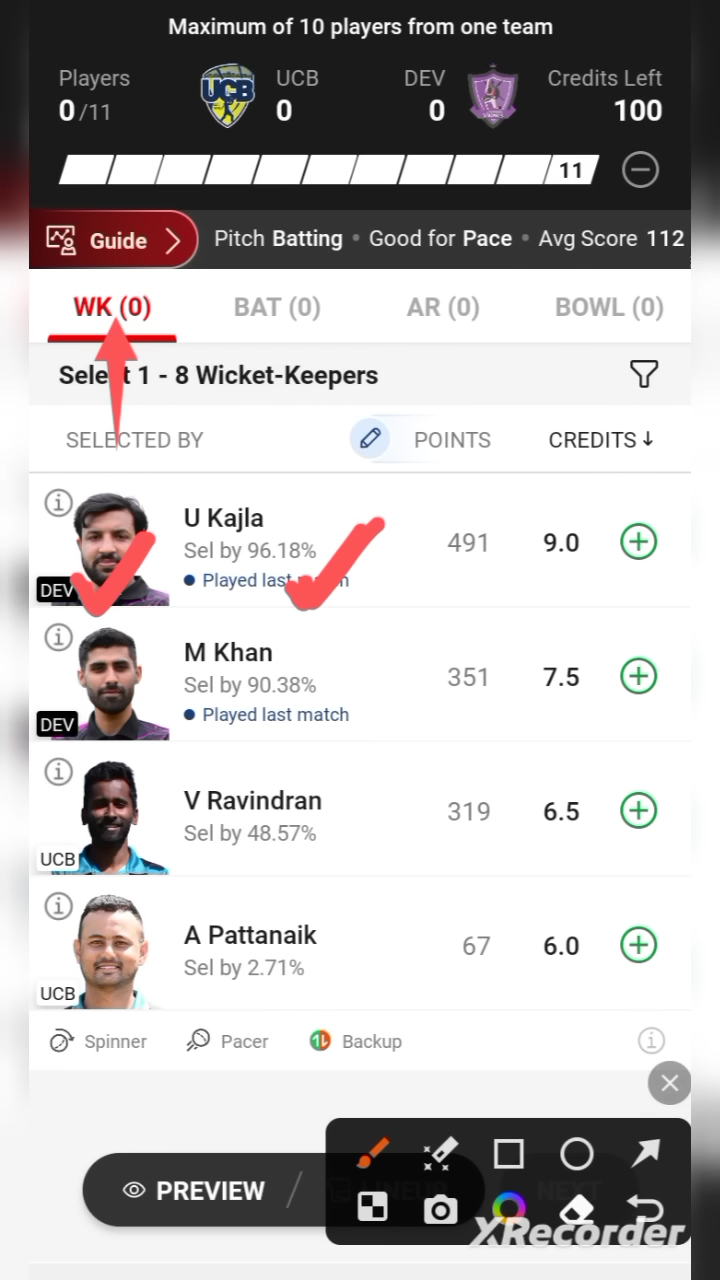 Maximum of 10 players from one team
Players UCB DEV Credits Left
0/11 UCB 0 0 100
11
Guide Pitch Batting • Good for Pace • Avg Score 112
WK (0) BAT (0) AR (0) BOWL (0)
Select 1 - 8 Wicket-Keepers
SELECTED BY POINTS CREDITS↓
U Kajla
Sel by 96.18% 491 9.0
DEV • Played last match
M Khan
Sel by 90.38% 351 7.5
DEV • Played last match
V Ravindran
Sel by 48.57% 319 6.5
UCB
A Pattanaik
Sel by 2.71% 67 6.0
UCB
Spinner Pacer Backup
PREVIEW / LINEUP NEXT
XRecorder